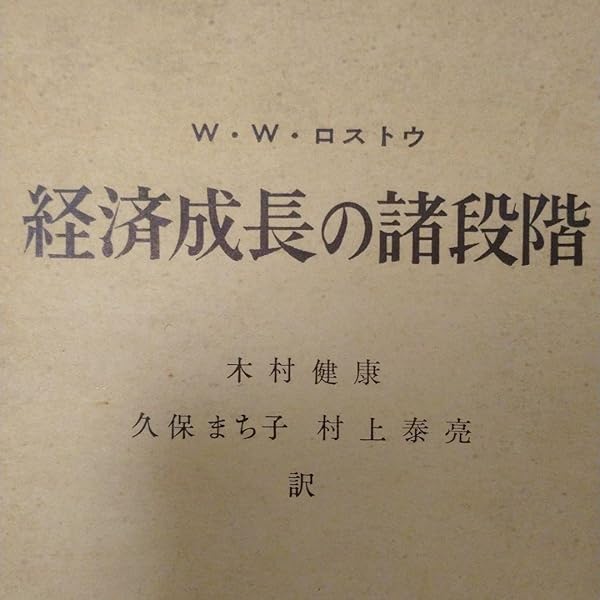 W・W・ロストウ
経済成長の諸段階
木村健康
久保まち子 村上泰亮
訳